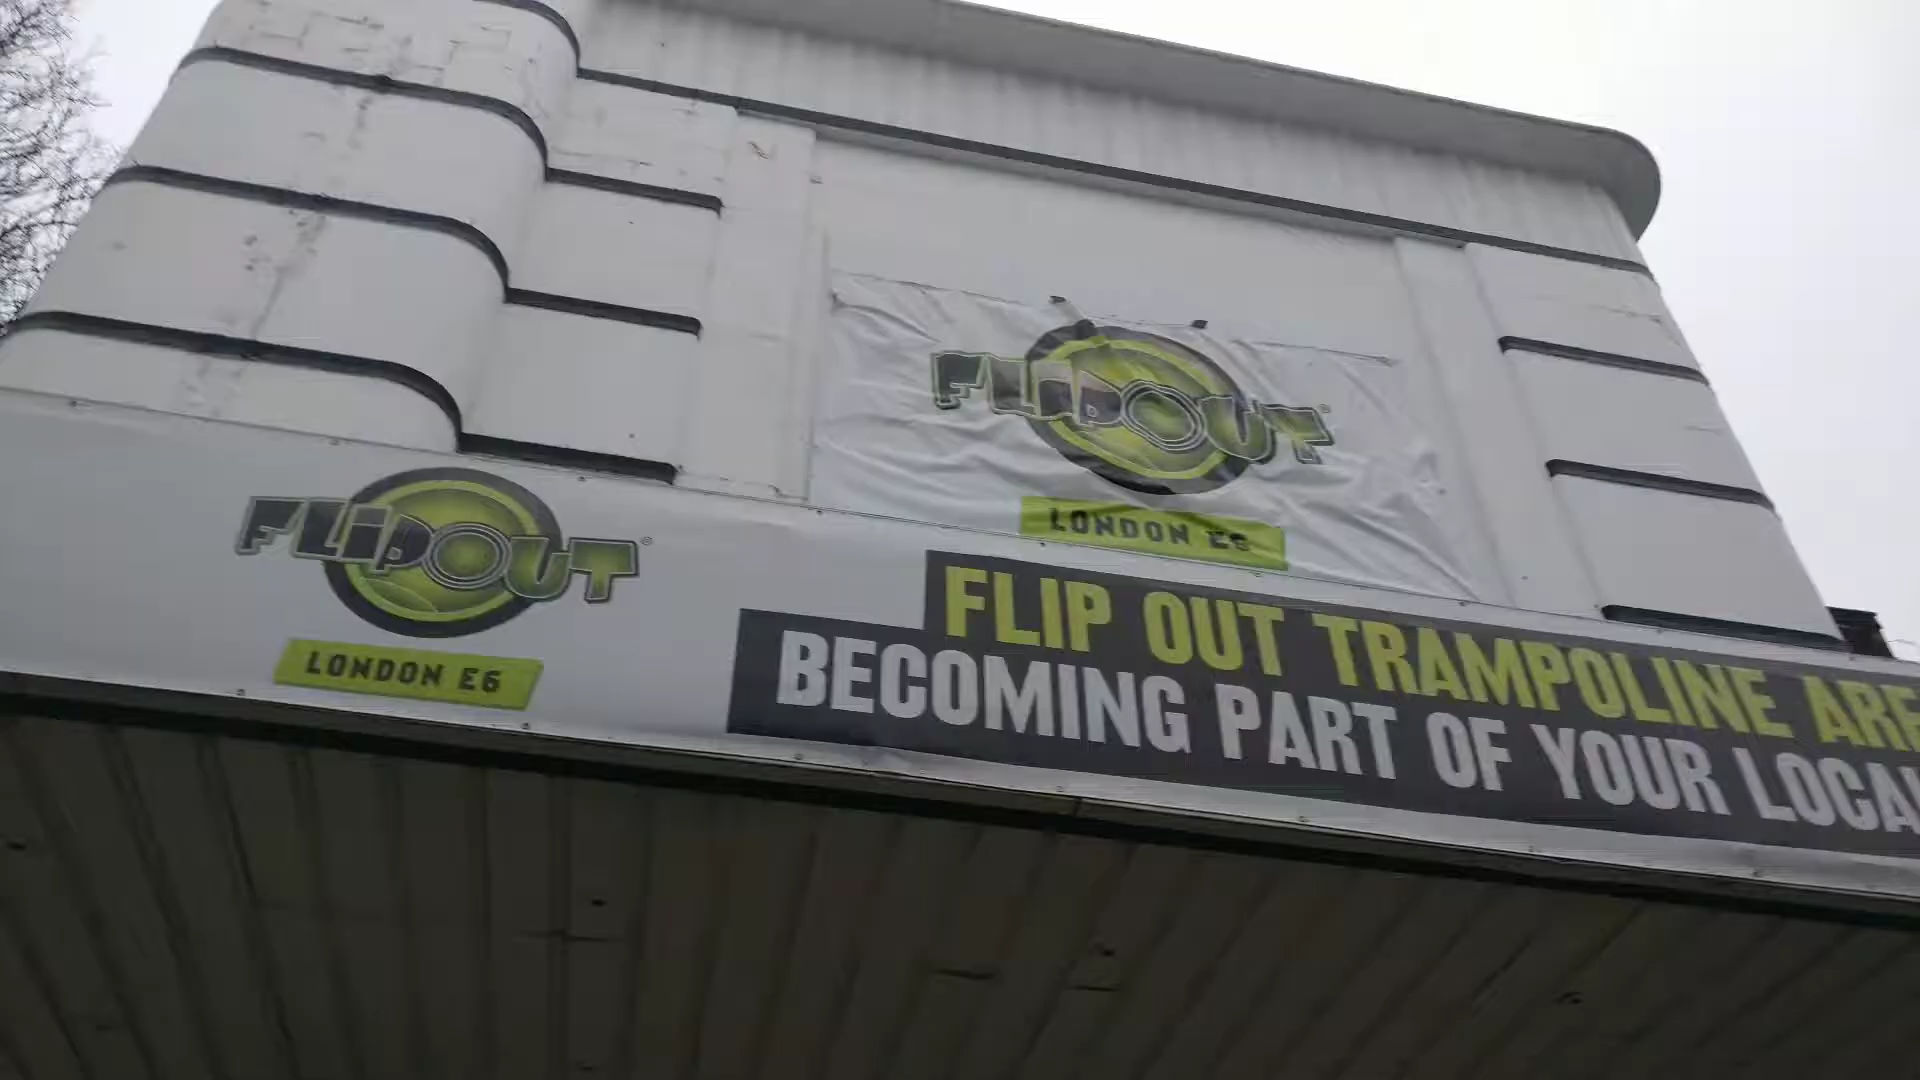 FLIPOUT
LONDON E6
FLIPOUT
LONDON E6
FLIP OUT TRAMPOLINE
BECOMING PART OF YOUR